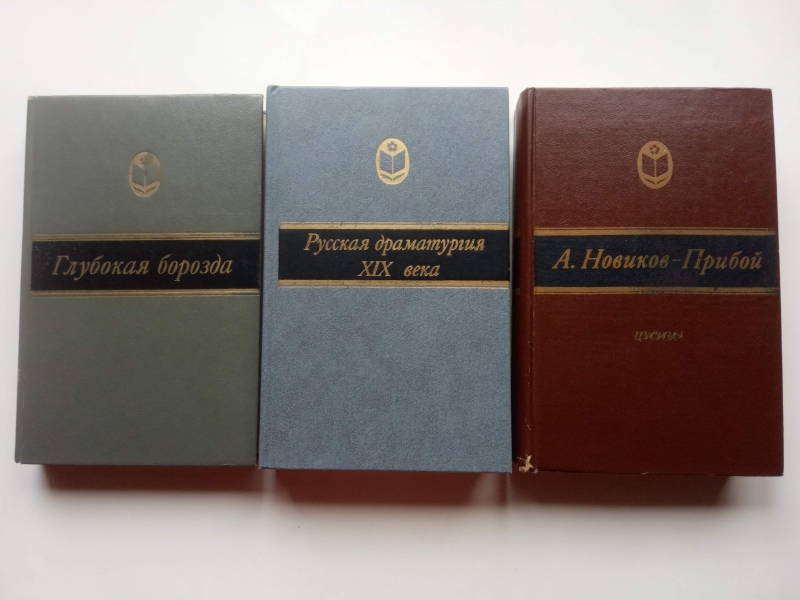 Глубокая борозда
Русская драматургия
XIX века
А. Новиков-Прибой
ЦУСИМА